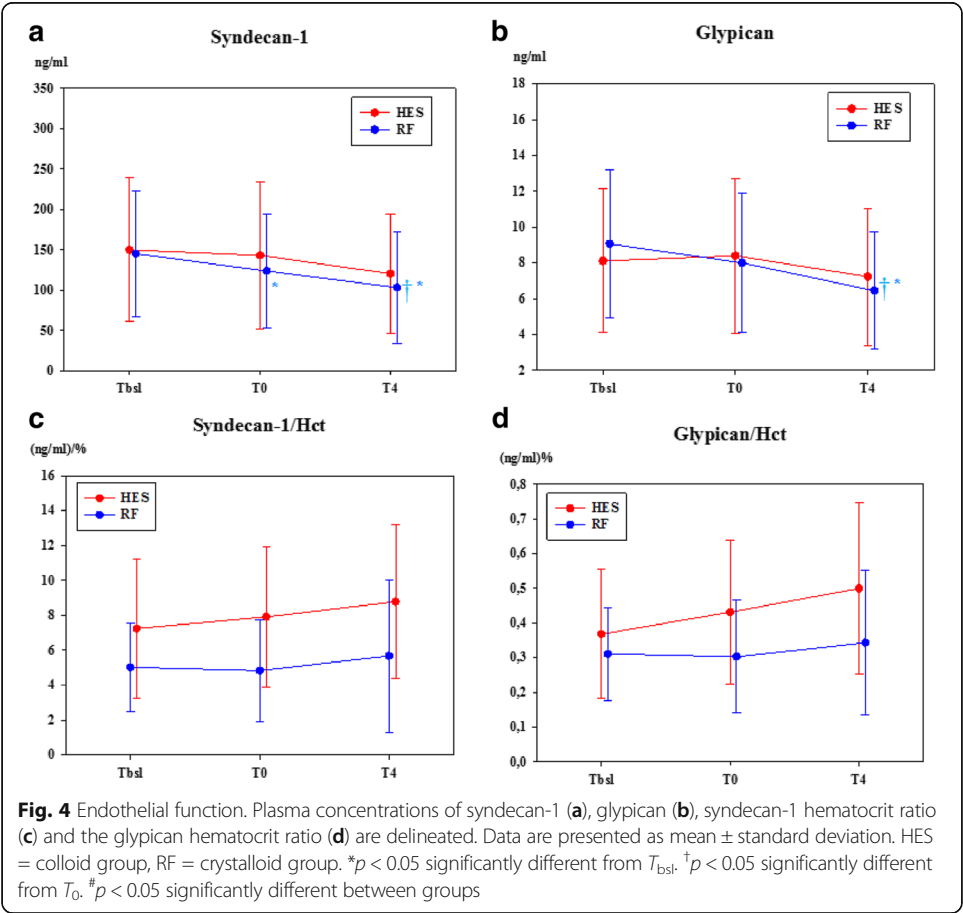 a
Syndecan-1
ng/ml
350
300
250
200
150
100
50
0
HES
RF
*
† *
Tbsl T0 T4
b
Glypican
ng/ml
18
16
14
12
10
8
6
4
2
HES
RF
† *
Tbsl T0 T4
c
Syndecan-1/Hct
(ng/ml)/%
16
14
12
10
8
6
4
2
0
HES
RF
Tbsl T0 T4
d
Glypican/Hct
(ng/ml)%
0,8
0,7
0,6
0,5
0,4
0,3
0,2
0,1
0,0
HES
RF
Tbsl T0 T4
Fig. 4 Endothelial function. Plasma concentrations of syndecan-1 (a), glypican (b), syndecan-1 hematocrit ratio
(c) and the glypican hematocrit ratio (d) are delineated. Data are presented as mean ± standard deviation. HES
= colloid group, RF = crystalloid group. *p < 0.05 significantly different from Tbsl. †p < 0.05 significantly different
from T0. #p < 0.05 significantly different between groups